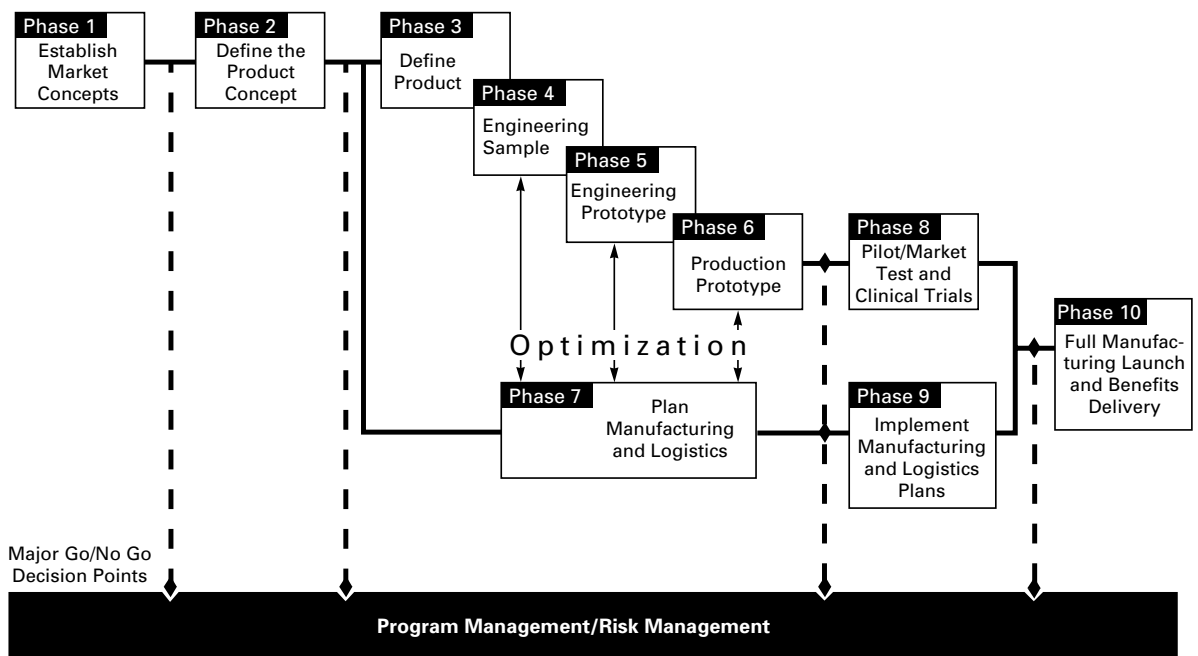 Phase 1
Establish
Market
Concepts
Phase 2
Define the
Product
Concept
Phase 3
Define
Product
Phase 4
Engineering
Sample
Phase 5
Engineering
Prototype
Phase 6
Production
Prototype
Optimization
Phase 7
Plan
Manufacturing
and Logistics
Phase 8
Pilot/Market
Test and
Clinical Trials
Phase 9
Implement
Manufacturing
and Logistics
Plans
Phase 10
Full Manufac-
turing Launch
and Benefits
Delivery
Major Go/No Go
Decision Points
Program Management/Risk Management